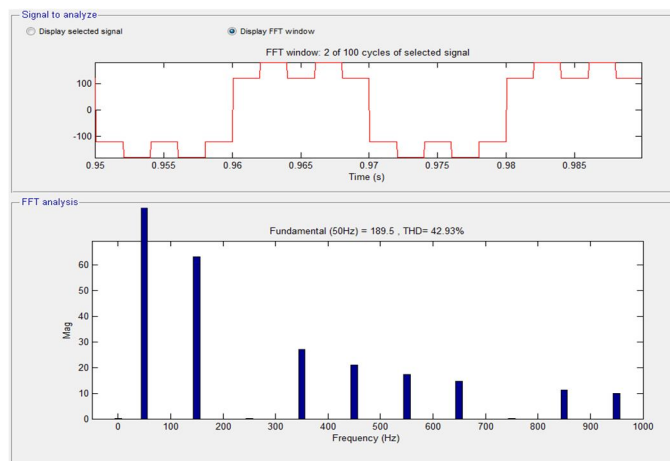 Signal to analyze
Display selected signal
Display FFT window
FFT window: 2 of 100 cycles of selected signal
100
0
-100
0.95 0.955 0.96 0.965 0.97 0.975 0.98 0.985
Time (s)
FFT analysis
Fundamental (50Hz) = 189.5 , THD= 42.93%
60
50
40
30
20
10
0
Mag
0 100 200 300 400 500 600 700 800 900 1000
Frequency (Hz)